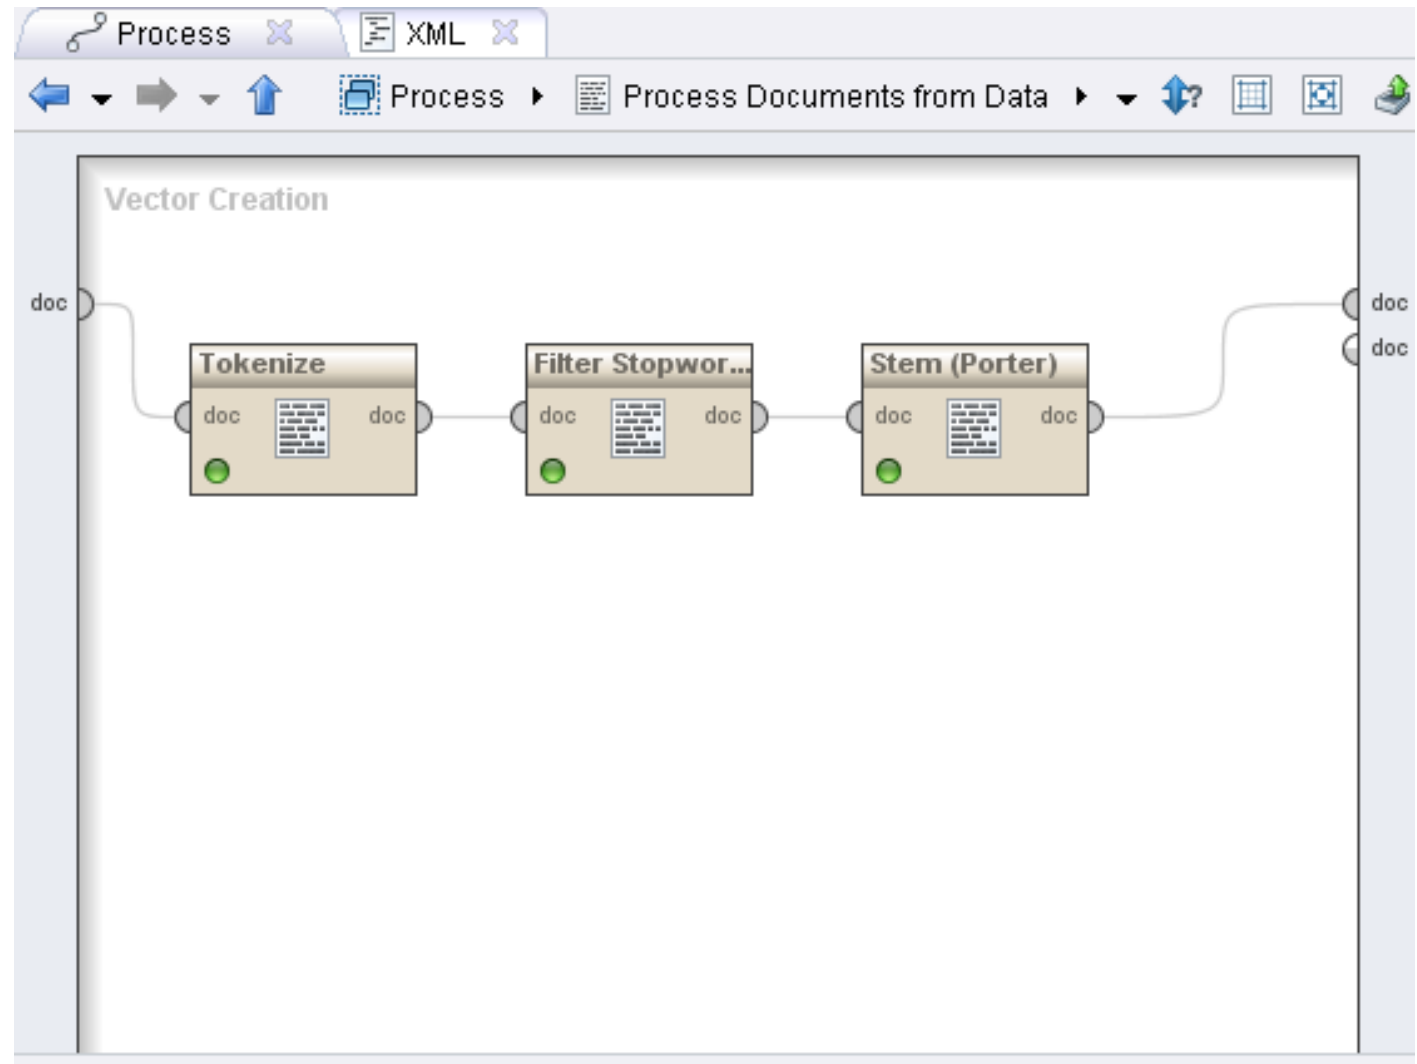 Process XML
Process Process Documents from Data ?
Vector Creation
doc doc
doc
Tokenize Filter Stopwor... Stem (Porter)
doc doc doc doc doc doc